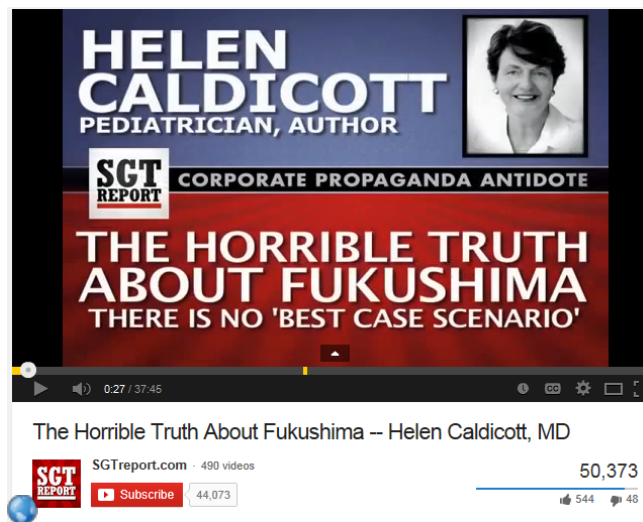 HELEN
CALDICOTT
PEDIATRICIAN, AUTHOR
SGT
REPORT
CORPORATE PROPAGANDA ANTIDOTE
THE HORRIBLE TRUTH
ABOUT FUKUSHIMA
THERE IS NO 'BEST CASE SCENARIO'
0:27 / 37:45
CC
The Horrible Truth About Fukushima -- Helen Caldicott, MD
SGT
REPORT
SGTreport.com · 490 videos
Subscribe 44,073
50,373
544 48